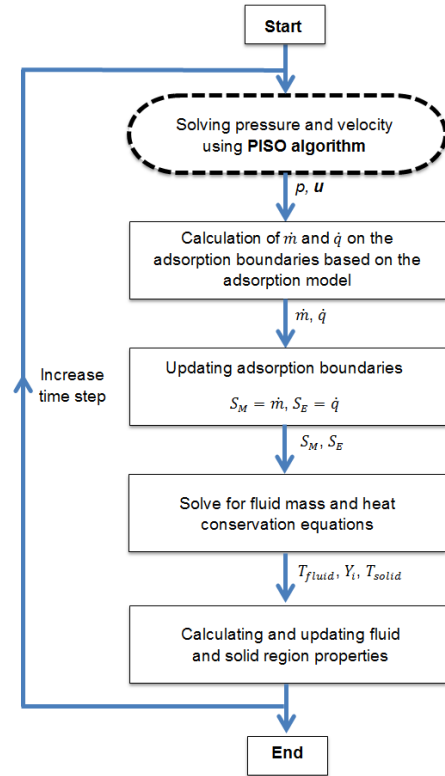 Start
Solving pressure and velocity
using PISO algorithm
p, u
Calculation of ṁ and q̇ on the
adsorption boundaries based on the
adsorption model
ṁ, q̇
Increase
time step
Updating adsorption boundaries
S_M = ṁ, S_E = q̇
S_M, S_E
Solve for fluid mass and heat
conservation equations
T_fluid, Y_i, T_solid
Calculating and updating fluid
and solid region properties
End